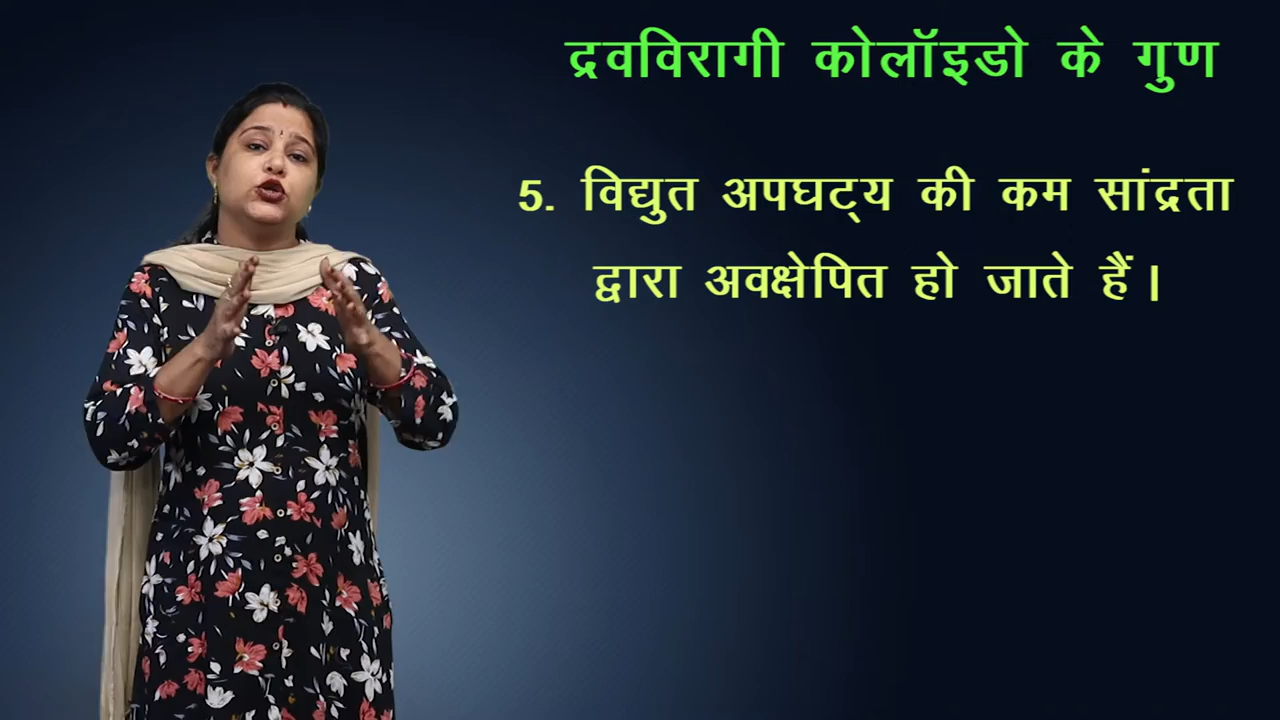 द्रवविरागी कोलॉइडो के गुण
5. विद्युत अपघट्य की कम सांद्रता
द्वारा अवक्षेपित हो जाते हैं।